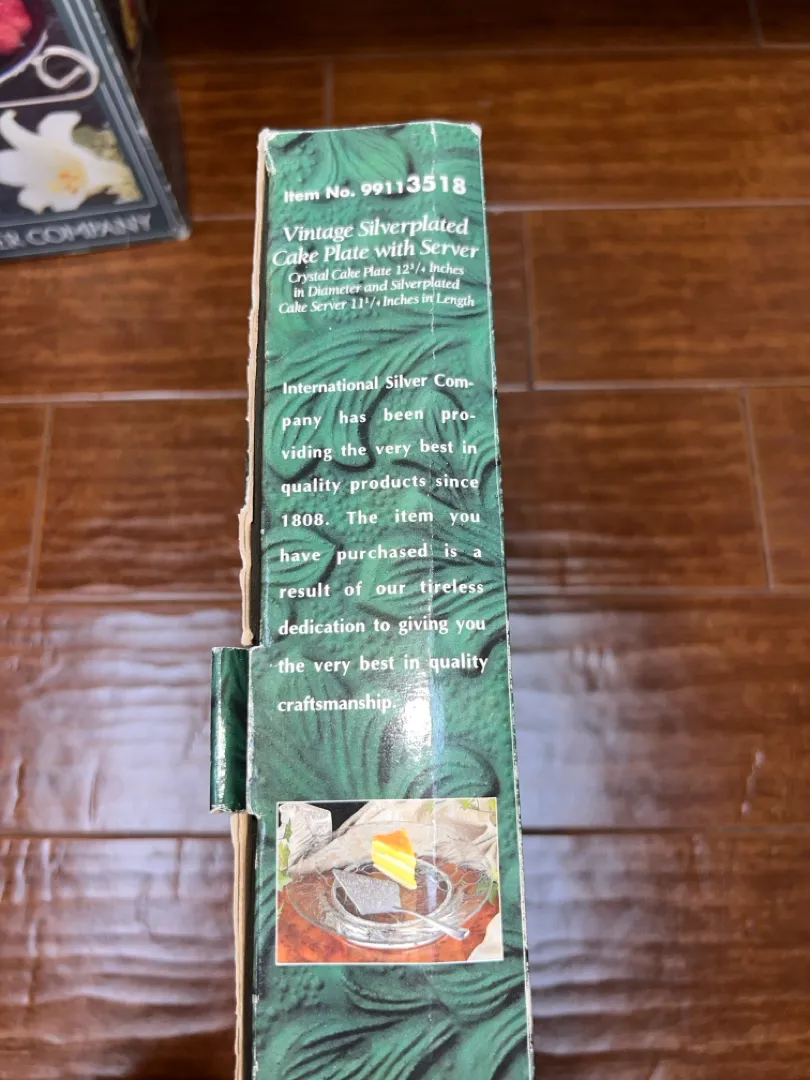 ER COMPANY
Item No. 99113518
Vintage Silverplated
Cake Plate with Server
Crystal Cake Plate 12³/₄ Inches
in Diameter and Silverplated
Cake Server 11¹/₄ Inches in Length
International Silver Com-
pany has been pro-
viding the very best in
quality products since
1808. The item you
have purchased is a
result of our tireless
dedication to giving you
the very best in quality
craftsmanship.